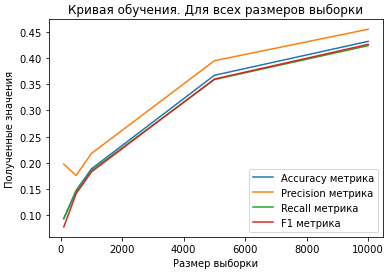 Кривая обучения. Для всех размеров выборки
Полученные значения
0.45
0.40
0.35
0.30
0.25
0.20
0.15
0.10
Accuracy метрика
Precision метрика
Recall метрика
F1 метрика
0
2000
4000
6000
8000
10000
Размер выборки